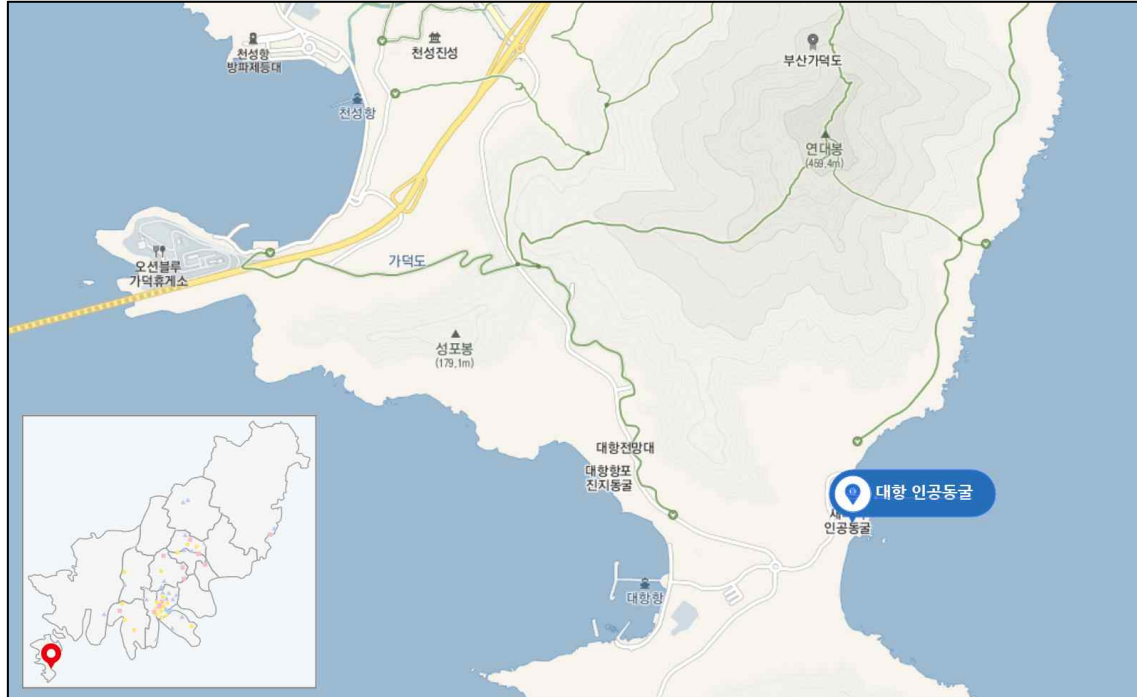 천성항
방파제등대
천성진성
부산가덕도
천성항
연대봉
(459.4m)
오션블루
가덕휴게소
가덕도
성포봉
(179.1m)
대항전망대
대항항포
진지동굴
대항 인공동굴
인공동굴
대항항